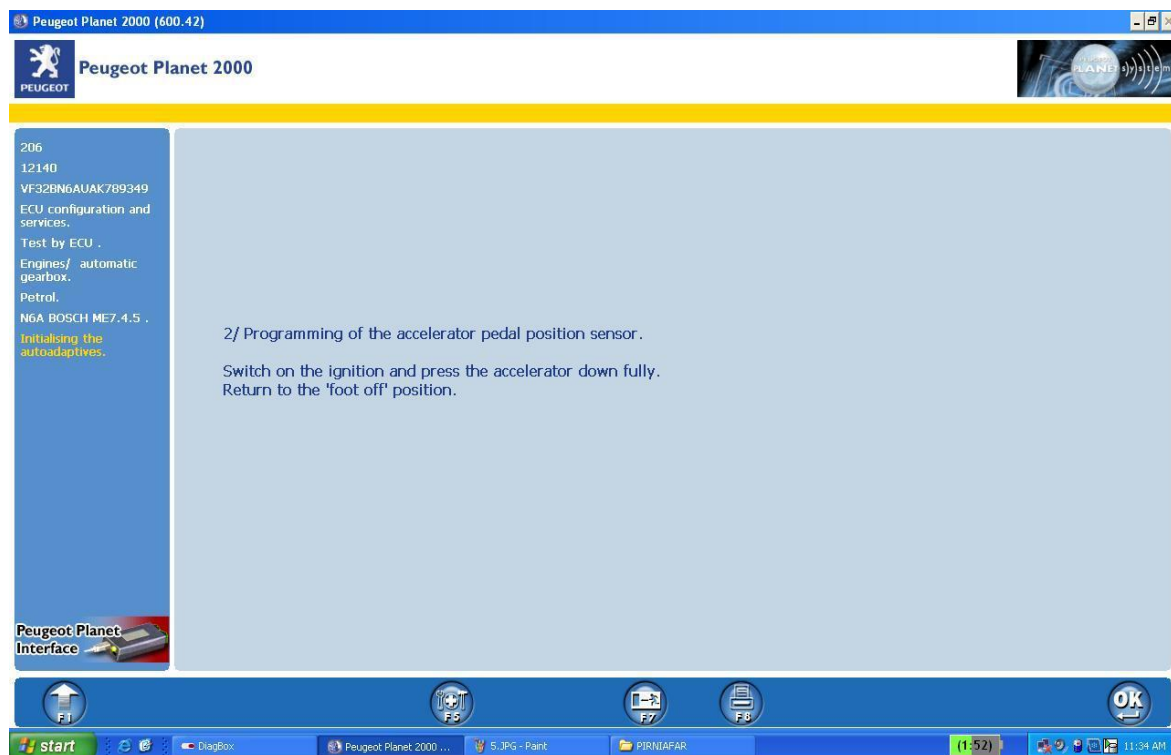 Peugeot Planet 2000 (600.42)
PEUGEOT
Peugeot Planet 2000
PLANET s)y)s)t)e)m
206
12140
VF32BN6AUAK789349
ECU configuration and
services.
Test by ECU .
Engines/ automatic
gearbox.
Petrol.
N6A BOSCH ME7.4.5 .
Initialising the
autoadaptives.
2/ Programming of the accelerator pedal position sensor.
Switch on the ignition and press the accelerator down fully.
Return to the 'foot off' position.
Peugeot Planet
Interface
F1
F5
F7
F8
OK
start
DiagBox
Peugeot Planet 2000 ...
5.JPG - Paint
PIRNIAFAR
(1:52)
11:34 AM